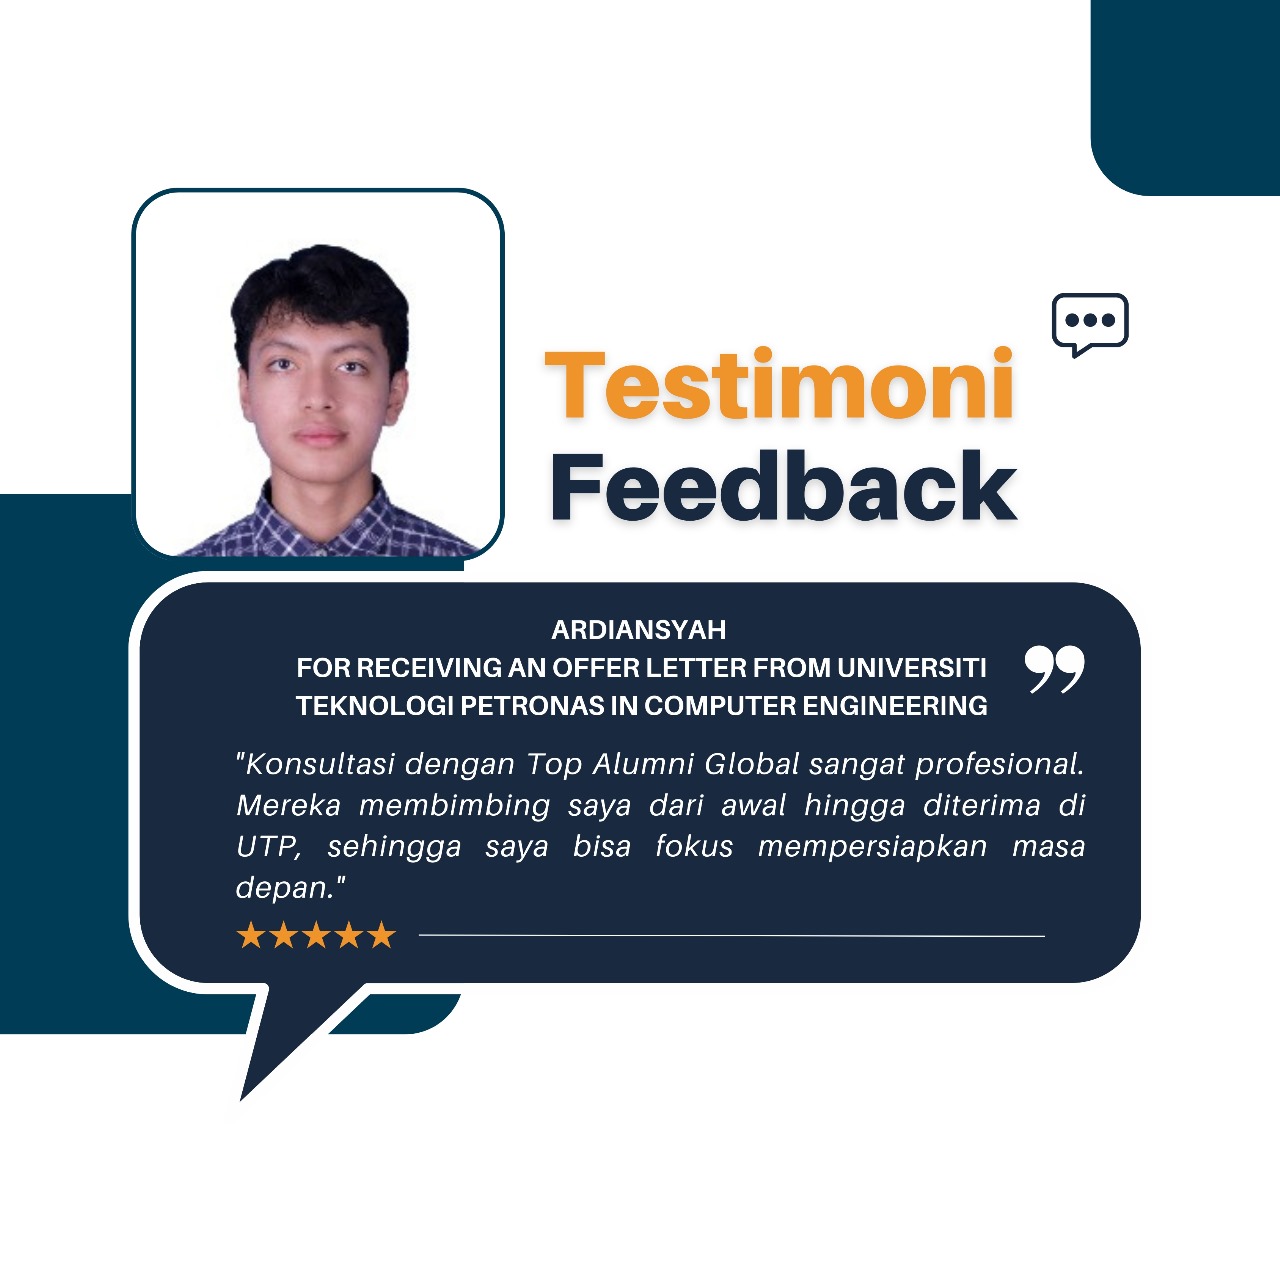 Testimoni
Feedback
ARDIANSYAH
FOR RECEIVING AN OFFER LETTER FROM UNIVERSITI
TEKNOLOGI PETRONAS IN COMPUTER ENGINEERING
"Konsultasi dengan Top Alumni Global sangat profesional.
Mereka membimbing saya dari awal hingga diterima di
UTP, sehingga saya bisa fokus mempersiapkan masa
depan."